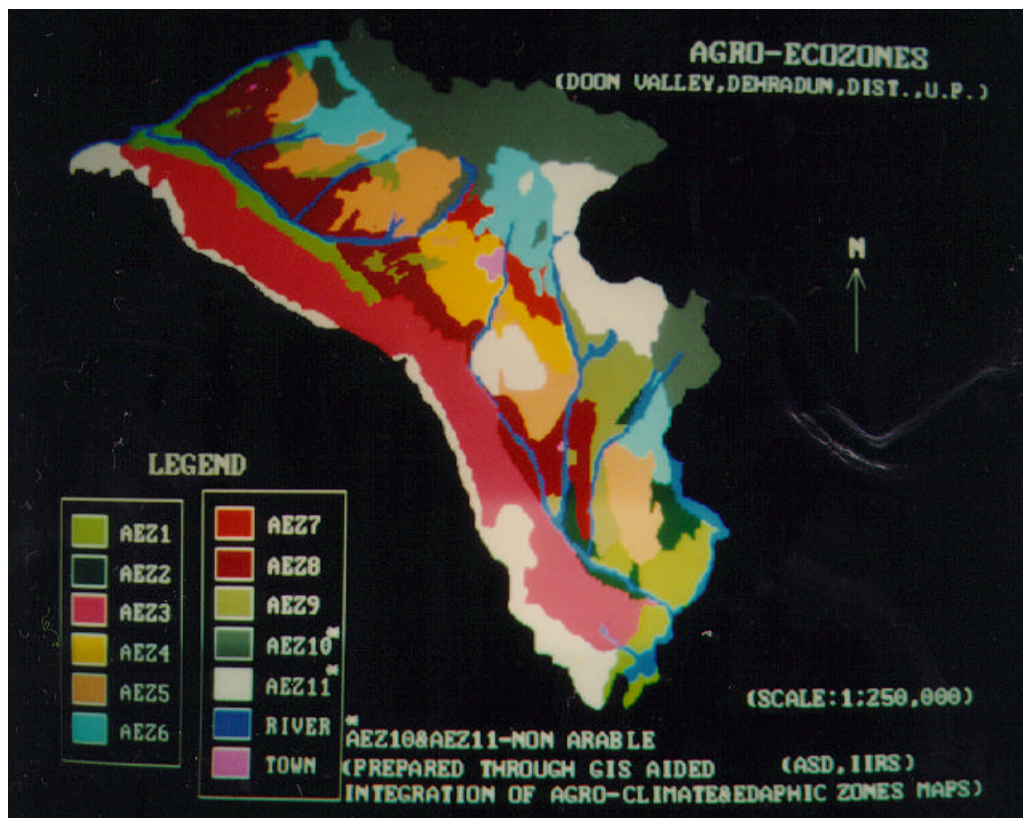 AGRO-ECOZONES
(DOON VALLEY,DEHRADUN,DIST.,U.P.)
N
LEGEND
AEZ1
AEZ2
AEZ3
AEZ4
AEZ5
AEZ6
AEZ7
AEZ8
AEZ9
AEZ10*
AEZ11*
RIVER
TOWN
(SCALE:1:250,000)
*AEZ10&AEZ11-NON ARABLE
(PREPARED THROUGH GIS AIDED (ASD,IIRS)
INTEGRATION OF AGRO-CLIMATE&EDAPHIC ZONES MAPS)